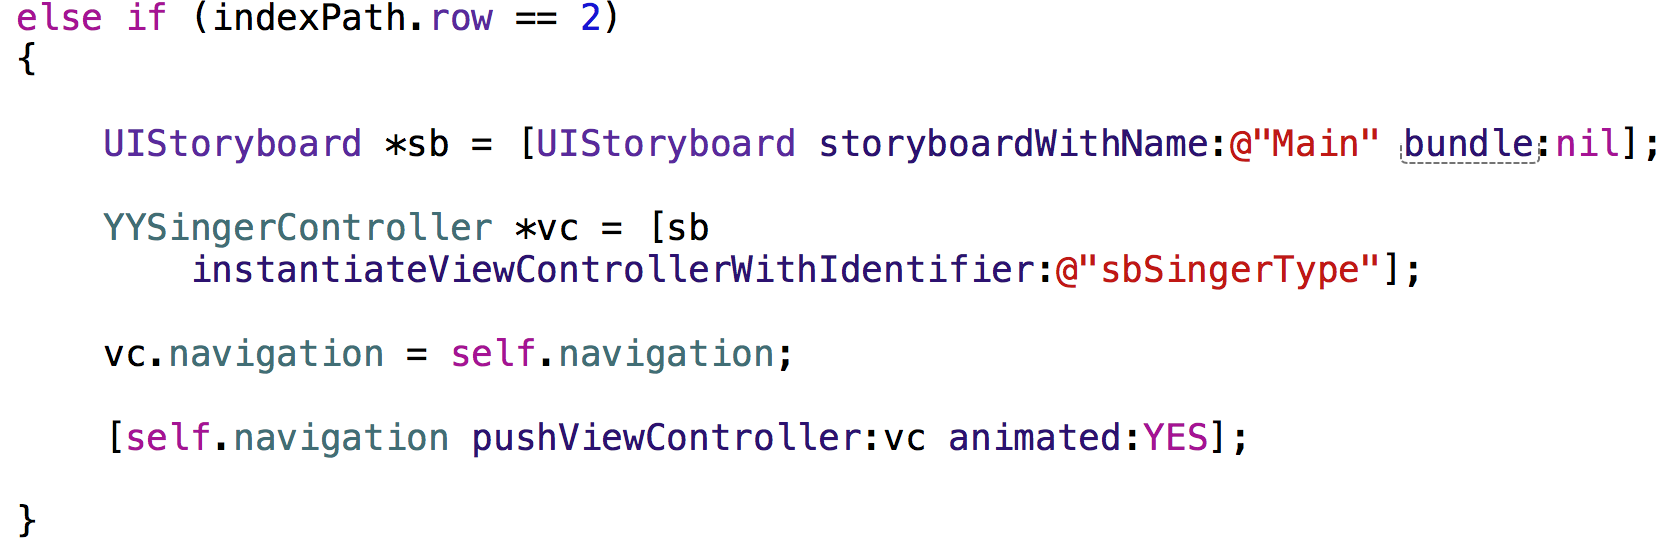 else if (indexPath.row == 2)
{
UIStoryboard *sb = [UIStoryboard storyboardWithName:@"Main" bundle:nil];
YYSingerController *vc = [sb
instantiateViewControllerWithIdentifier:@"sbSingerType"];
vc.navigation = self.navigation;
[self.navigation pushViewController:vc animated:YES];
}